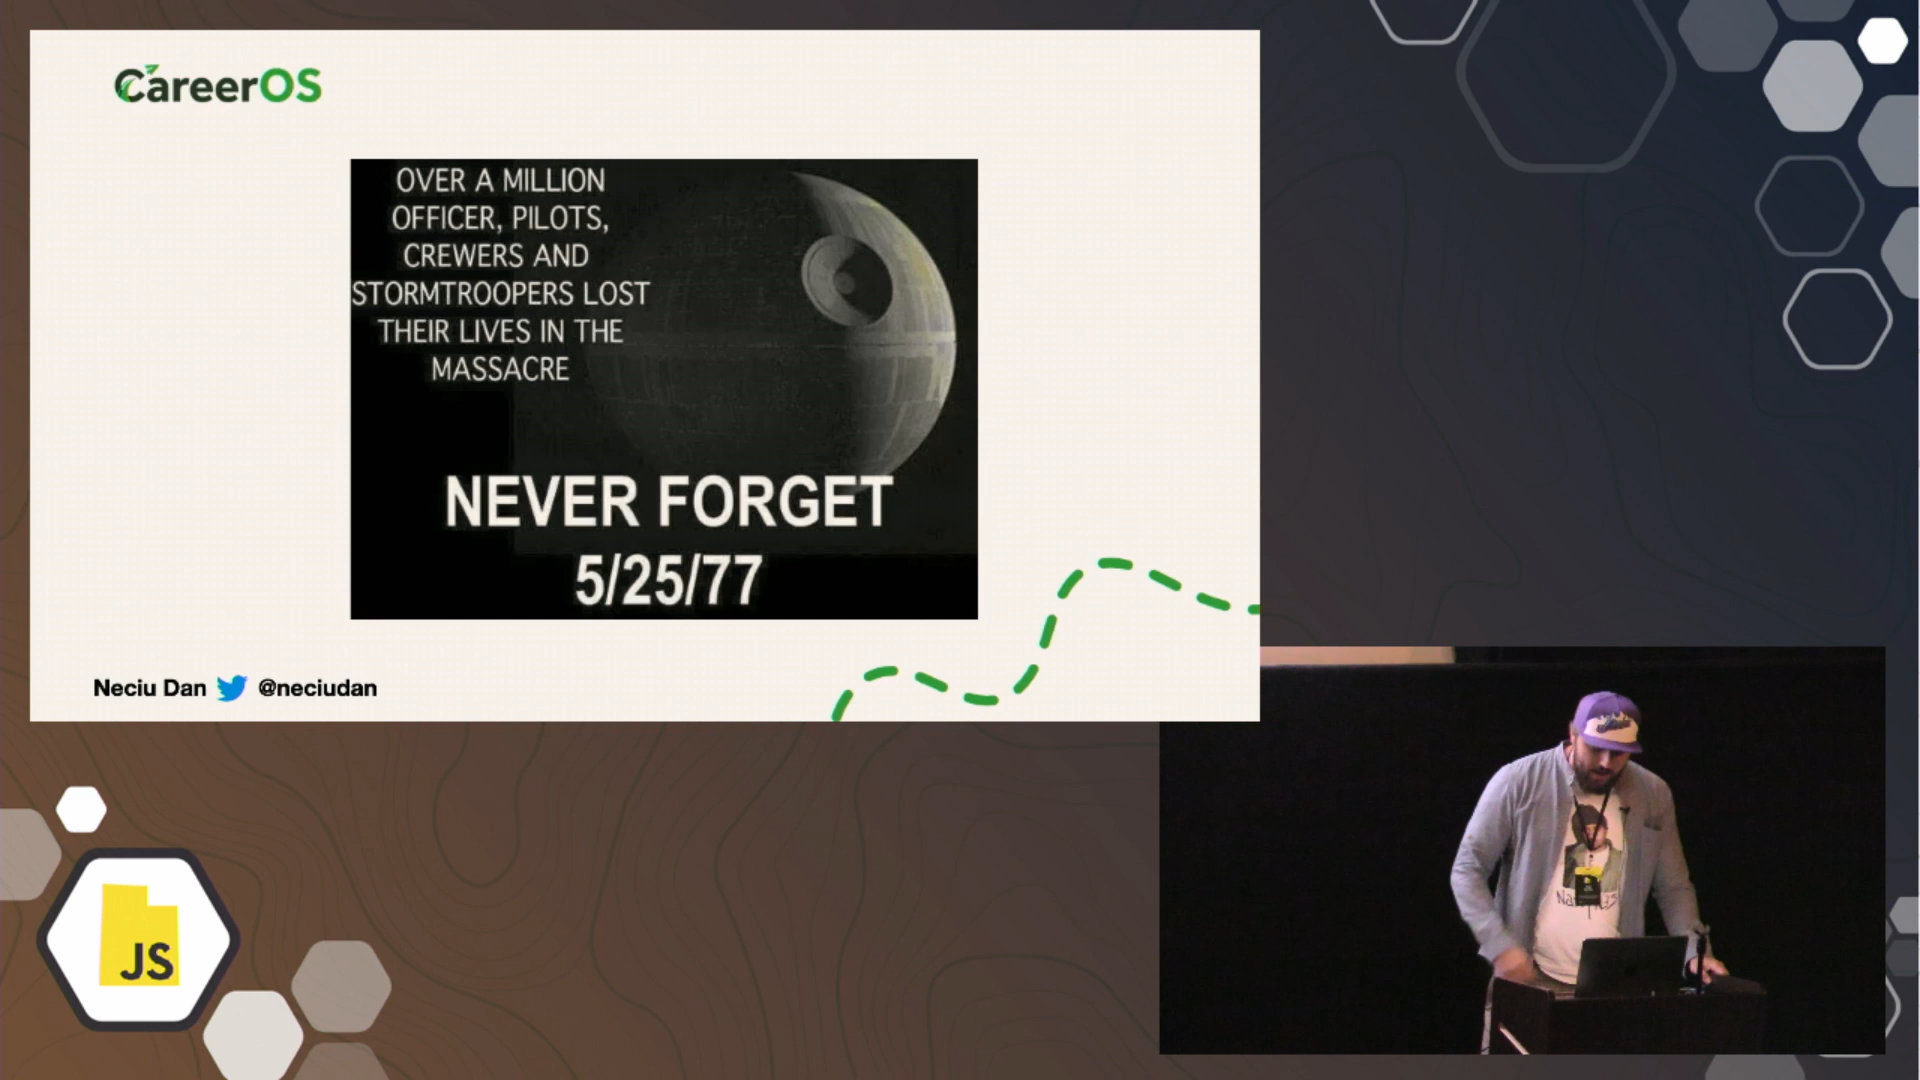 CareerOS
OVER A MILLION
OFFICER, PILOTS,
CREWERS AND
STORMTROOPERS LOST
THEIR LIVES IN THE
MASSACRE
NEVER FORGET
5/25/77
Neciu Dan @neciudan
JS